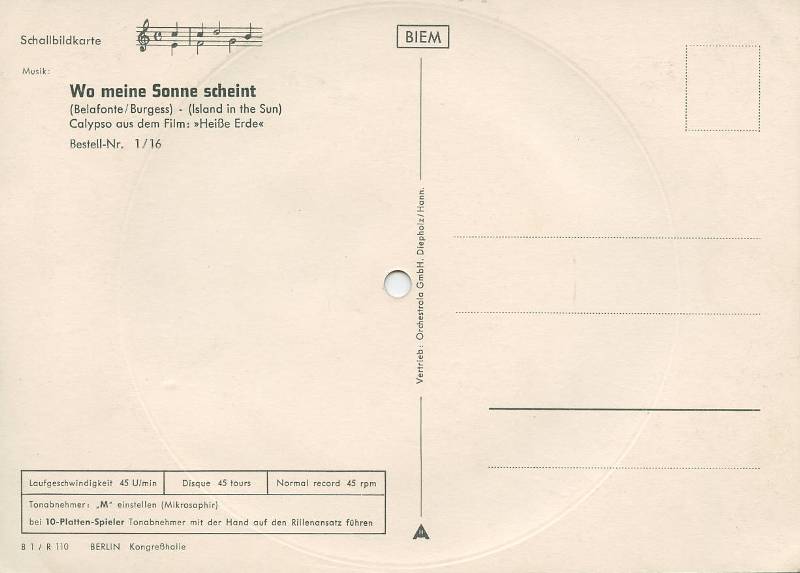 Schallbildkarte
BIEM
Musik:
Wo meine Sonne scheint
(Belafonte/Burgess) - (Island in the Sun)
Calypso aus dem Film: »Heiße Erde«
Bestell-Nr. 1/16
Vertrieb: Orchestrola GmbH. Diepholz/Hann.
Laufgeschwindigkeit 45 U/min
Disque 45 tours
Normal record 45 rpm
Tonabnehmer: „M“ einstellen (Mikrosaphir)
bei 10-Platten-Spieler Tonabnehmer mit der Hand auf den Rillenansatz führen
B 1 / R 110 BERLIN Kongreßhalle